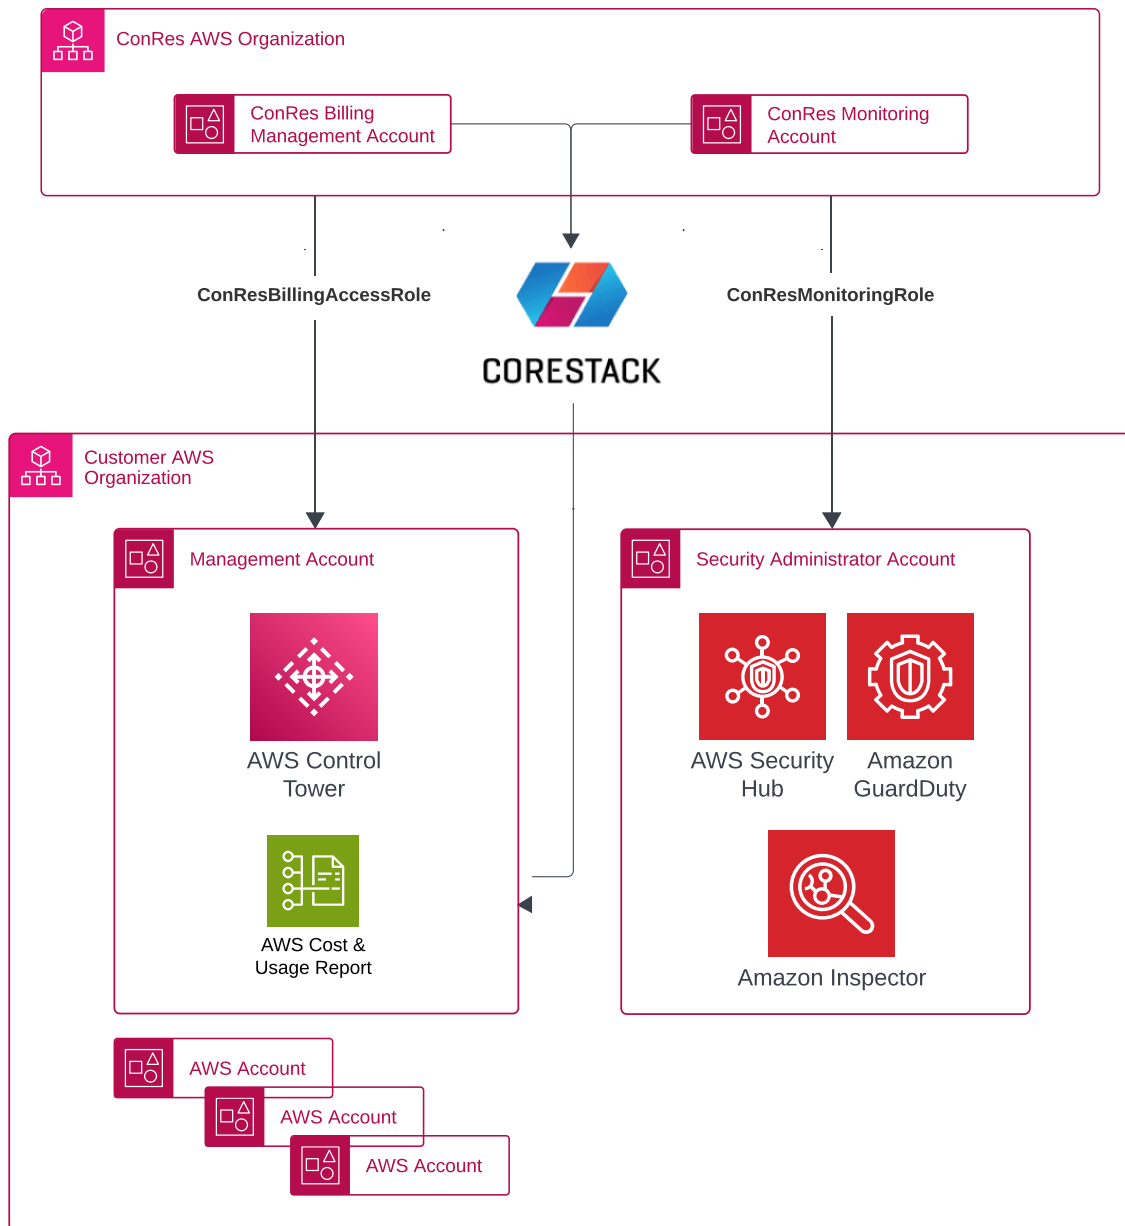 ConRes AWS Organization
ConRes Billing
Management Account
ConRes Monitoring
Account
ConResBillingAccessRole
ConResMonitoringRole
CORESTACK
Customer AWS
Organization
Management Account
Security Administrator Account
AWS Control
Tower
AWS Security
Hub
Amazon
GuardDuty
AWS Cost &
Usage Report
Amazon Inspector
AWS Account
AWS Account
AWS Account